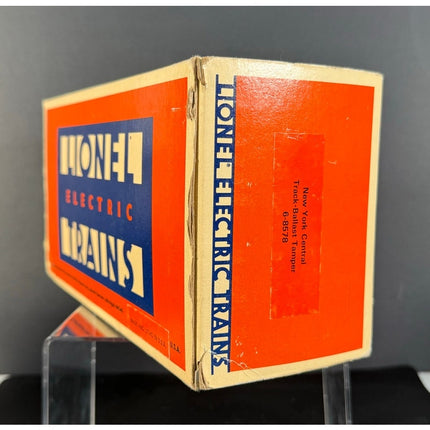 LIONEL
ELECTRIC
TRAINS
LIONEL ELECTRIC TRAINS
New York Central
Track-Ballast Tamper
6-8578